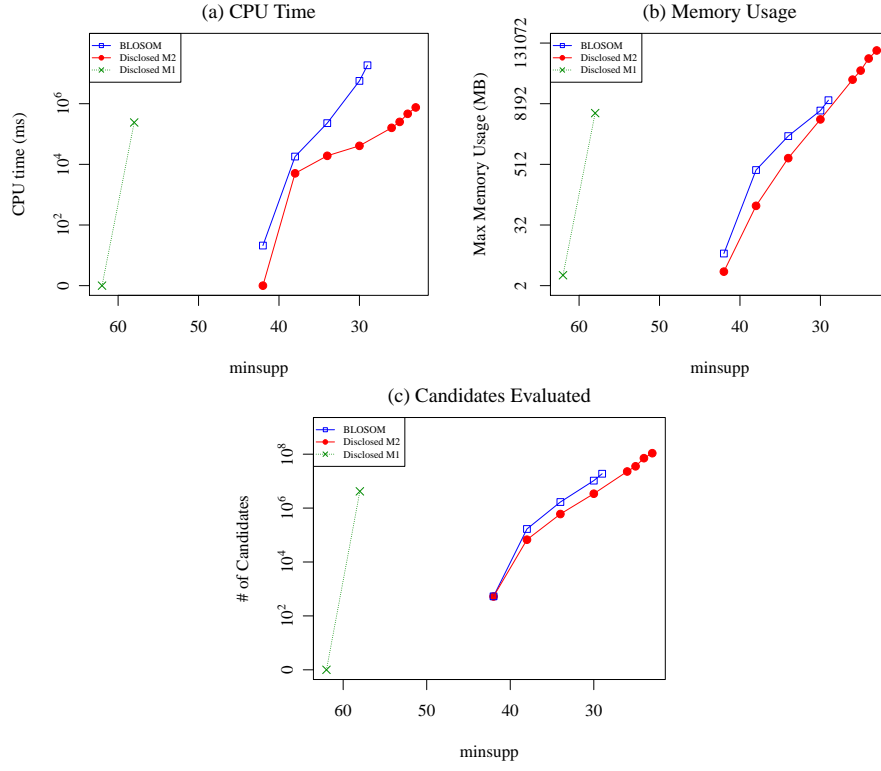 (a) CPU Time
BLOSOM
Disclosed M2
Disclosed M1
CPU time (ms)
10^6
10^4
10^2
0
60 50 40 30
minsupp
(b) Memory Usage
BLOSOM
Disclosed M2
Disclosed M1
Max Memory Usage (MB)
131072
8192
512
32
2
60 50 40 30
minsupp
(c) Candidates Evaluated
BLOSOM
Disclosed M2
Disclosed M1
# of Candidates
10^8
10^6
10^4
10^2
0
60 50 40 30
minsupp